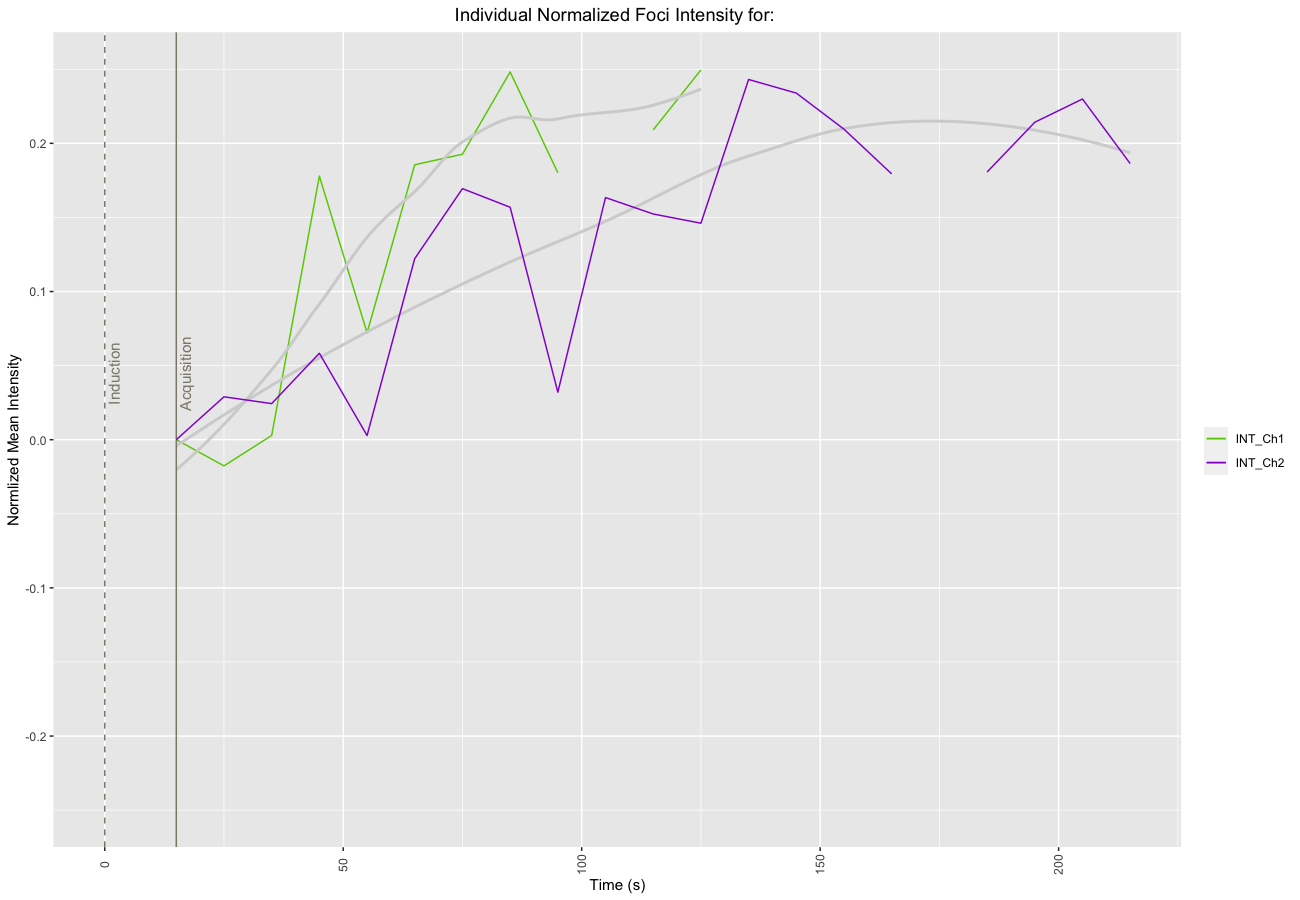 Individual Normalized Foci Intensity for:
Normlized Mean Intensity
0.2
0.1
0.0
-0.1
-0.2
Induction
Acquisition
0
50
100
150
200
Time (s)
INT_Ch1
INT_Ch2